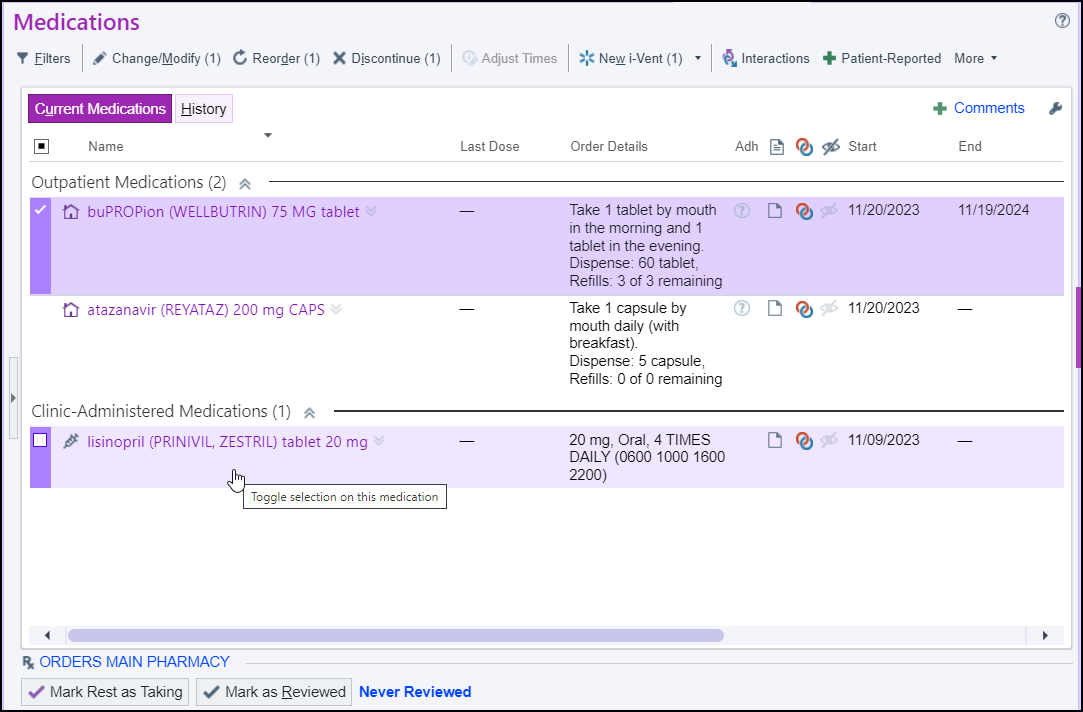 Medications
Filters Change/Modify (1) Reorder (1) Discontinue (1) Adjust Times New i-Vent (1) Interactions Patient-Reported More
Current Medications History Comments
Name Last Dose Order Details Adh Start End
Outpatient Medications (2)
buPROPion (WELLBUTRIN) 75 MG tablet — Take 1 tablet by mouth 11/20/2023 11/19/2024
in the morning and 1
tablet in the evening.
Dispense: 60 tablet,
Refills: 3 of 3 remaining
atazanavir (REYATAZ) 200 mg CAPS — Take 1 capsule by 11/20/2023 —
mouth daily (with
breakfast).
Dispense: 5 capsule,
Refills: 0 of 0 remaining
Clinic-Administered Medications (1)
lisinopril (PRINIVIL, ZESTRIL) tablet 20 mg — 20 mg, Oral, 4 TIMES 11/09/2023 —
DAILY (0600 1000 1600
2200)
Toggle selection on this medication
ORDERS MAIN PHARMACY
Mark Rest as Taking Mark as Reviewed Never Reviewed